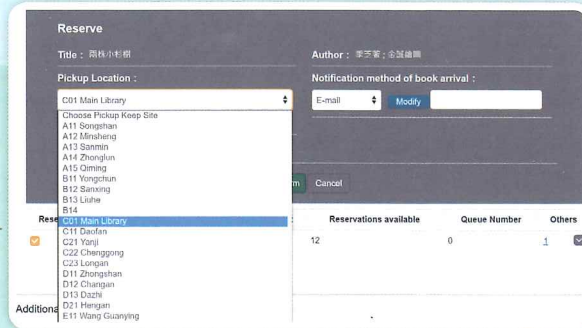 Reserve
Title : 兩株小杉樹
Author : 李芝著 ; 金誠繪圖
Pickup Location :
Notification method of book arrival :
C01 Main Library
E-mail
Modify
Choose Pickup Keep Site
A11 Songshan
A12 Minsheng
A13 Sanmin
A14 Zhonglun
A15 Qiming
B11 Yongchun
B12 Sanxing
B13 Liuhe
B14
C01 Main Library
C11 Daofan
C21 Yanji
C22 Chenggong
C23 Longan
D11 Zhongshan
D12 Changan
D13 Dazhi
D21 Hengan
E11 Wang Guanying
Cancel
Reservations available
Queue Number
Others
12
0
1
Additiona